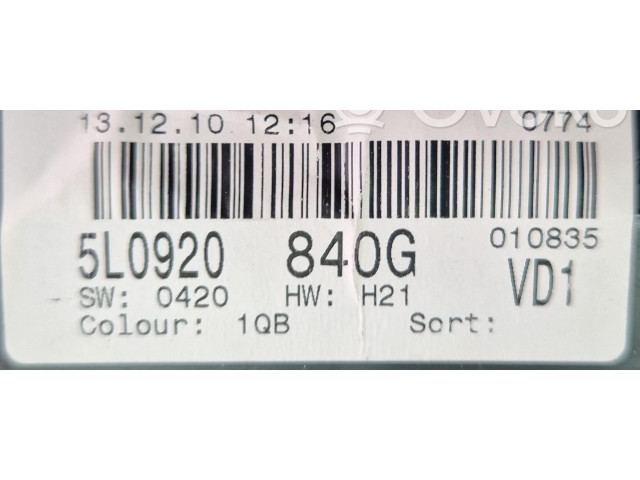 13.12.10 12:16 0774
010835
5L0920 840G VD1
SW: 0420 HW: H21
Colour: 1QB Sort: